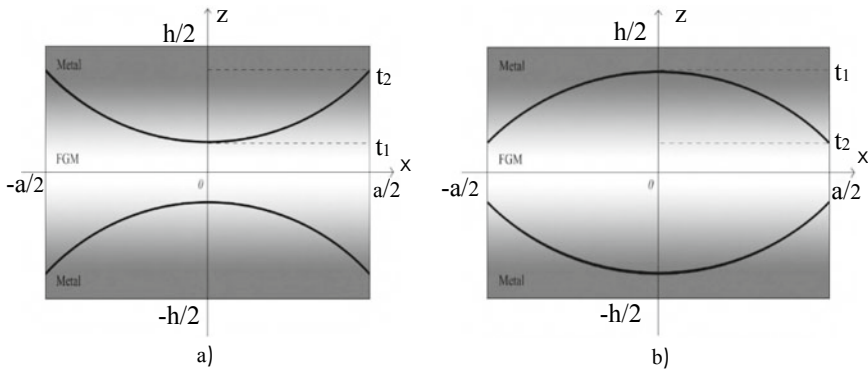 z
h/2
Metal
t2
t1
FGM
x
-a/2
0
a/2
Metal
-h/2
a)
z
h/2
Metal
t1
t2
FGM
x
-a/2
0
a/2
Metal
-h/2
b)